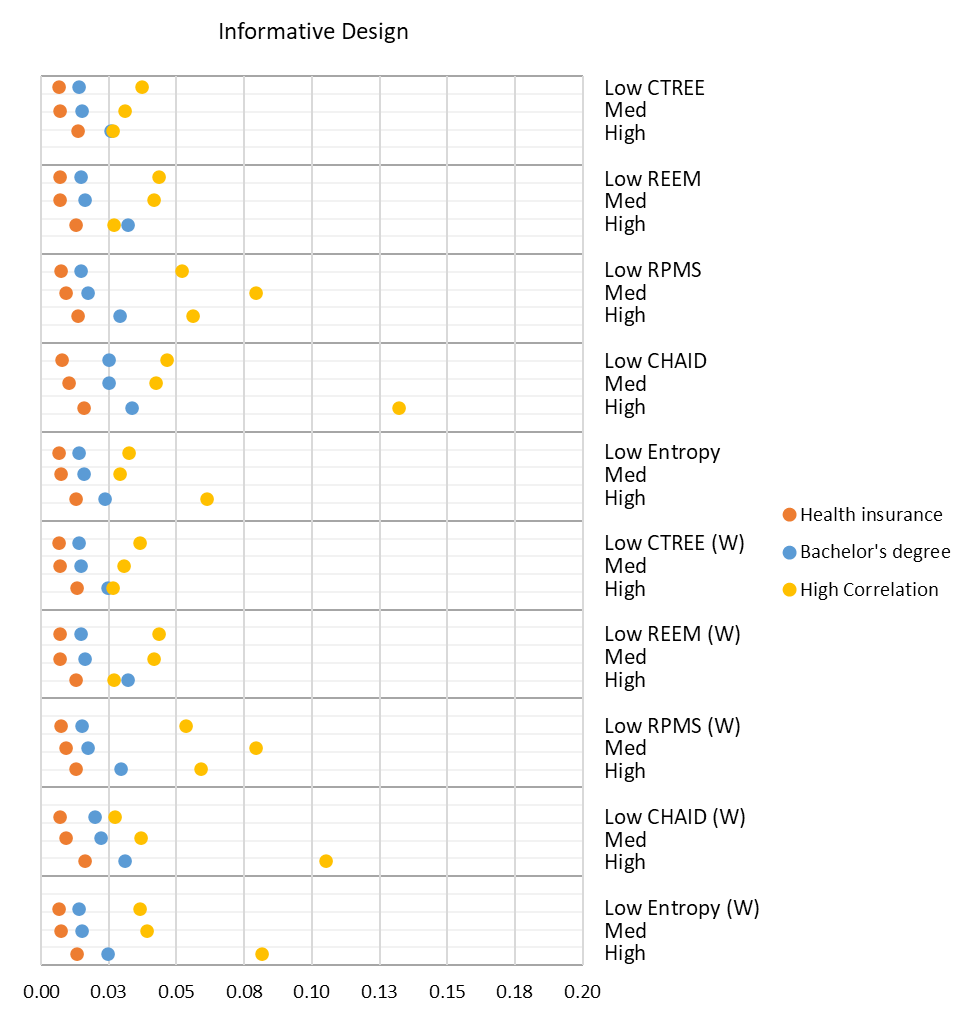 Informative Design
Low CTREE
Med
High
Low REEM
Med
High
Low RPMS
Med
High
Low CHAID
Med
High
Low Entropy
Med
High
Low CTREE (W)
Med
High
Low REEM (W)
Med
High
Low RPMS (W)
Med
High
Low CHAID (W)
Med
High
Low Entropy (W)
Med
High
Health insurance
Bachelor's degree
High Correlation
0.00 0.03 0.05 0.08 0.10 0.13 0.15 0.18 0.20